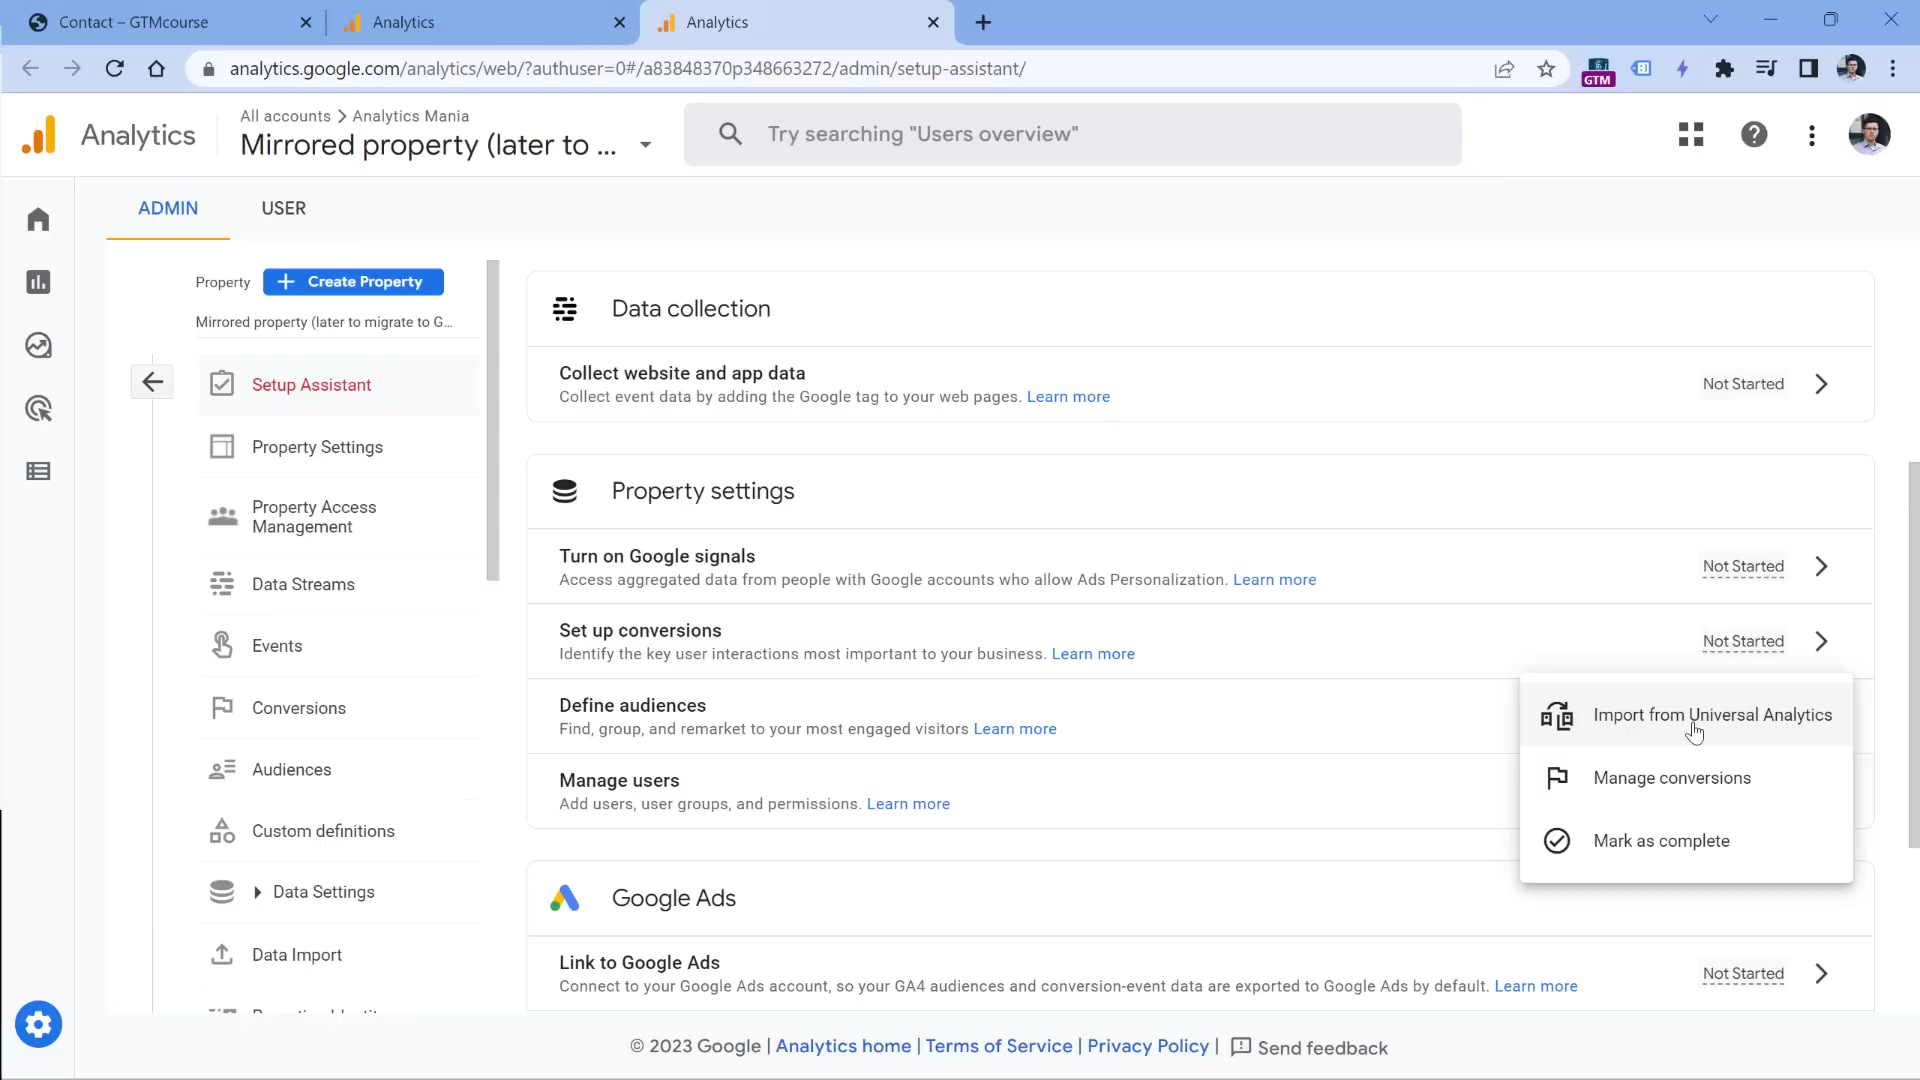 Contact – GTMcourse
Analytics
Analytics
analytics.google.com/analytics/web/?authuser=0#/a83848370p348663272/admin/setup-assistant/
GTM
Analytics
All accounts > Analytics Mania
Mirrored property (later to ...
Try searching "Users overview"
ADMIN
USER
Property
Create Property
Mirrored property (later to migrate to G...
Setup Assistant
Property Settings
Property Access
Management
Data Streams
Events
Conversions
Audiences
Custom definitions
Data Settings
Data Import
Data collection
Collect website and app data
Collect event data by adding the Google tag to your web pages. Learn more
Not Started
Property settings
Turn on Google signals
Access aggregated data from people with Google accounts who allow Ads Personalization. Learn more
Not Started
Set up conversions
Identify the key user interactions most important to your business. Learn more
Not Started
Define audiences
Find, group, and remarket to your most engaged visitors Learn more
Manage users
Add users, user groups, and permissions. Learn more
Import from Universal Analytics
Manage conversions
Mark as complete
Google Ads
Link to Google Ads
Connect to your Google Ads account, so your GA4 audiences and conversion-event data are exported to Google Ads by default. Learn more
Not Started
© 2023 Google | Analytics home | Terms of Service | Privacy Policy | Send feedback